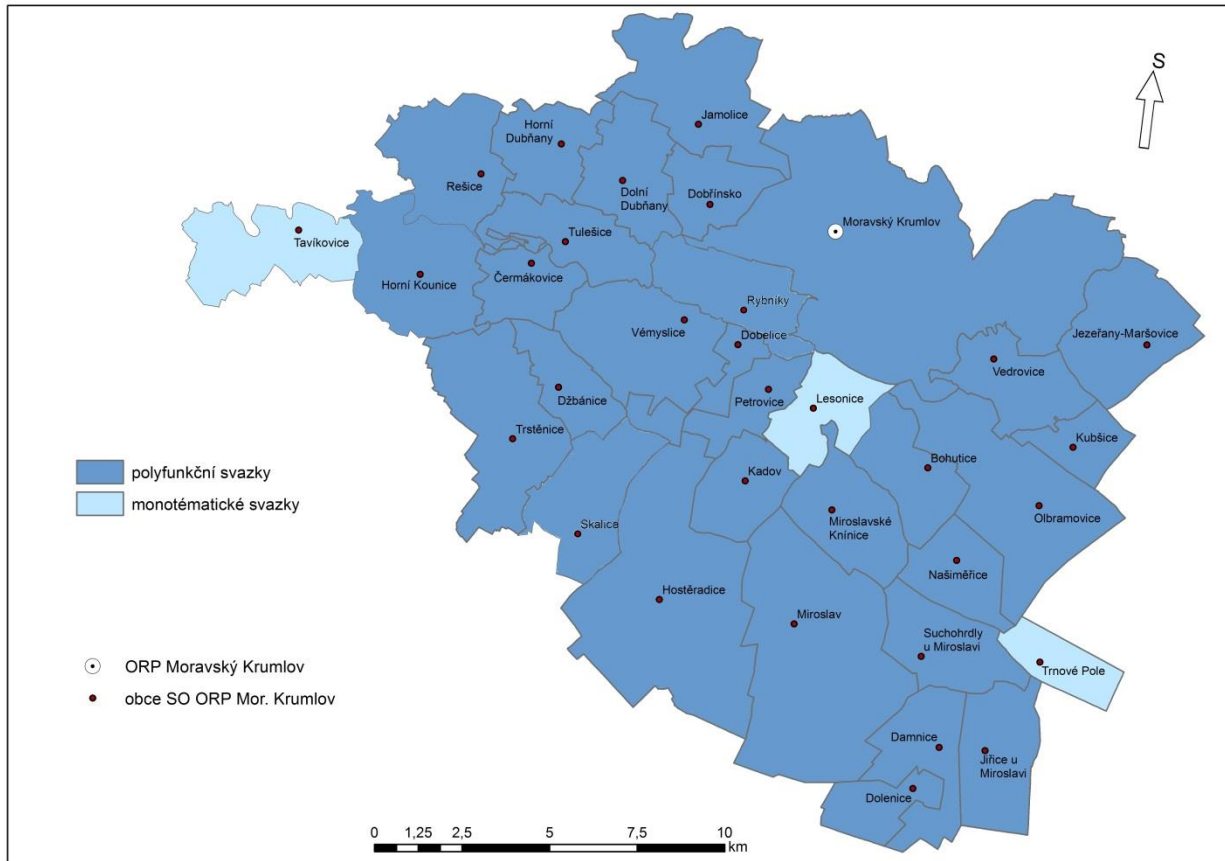 S
Jamolice
Horní
Dubňany
Rešice
Dolní
Dubňany
Dobřínsko
Moravský Krumlov
Tavíkovice
Tulešice
Horní Kounice
Čermákovice
Rybníky
Vémyslice
Dobelice
Jezeřany-Maršovice
Vedrovice
Džbánice
Petrovice
Lesonice
Trstěnice
Kubšice
Bohutice
polyfunkční svazky
Kadov
monotématické svazky
Olbramovice
Miroslavské
Knínice
Skalice
Našiměřice
Hostěradice
Miroslav
Suchohrdly
u Miroslavi
ORP Moravský Krumlov
Trnové Pole
obce SO ORP Mor. Krumlov
Damnice
Jiřice u
Miroslavi
Dolenice
0 1,25 2,5 5 7,5 10
km